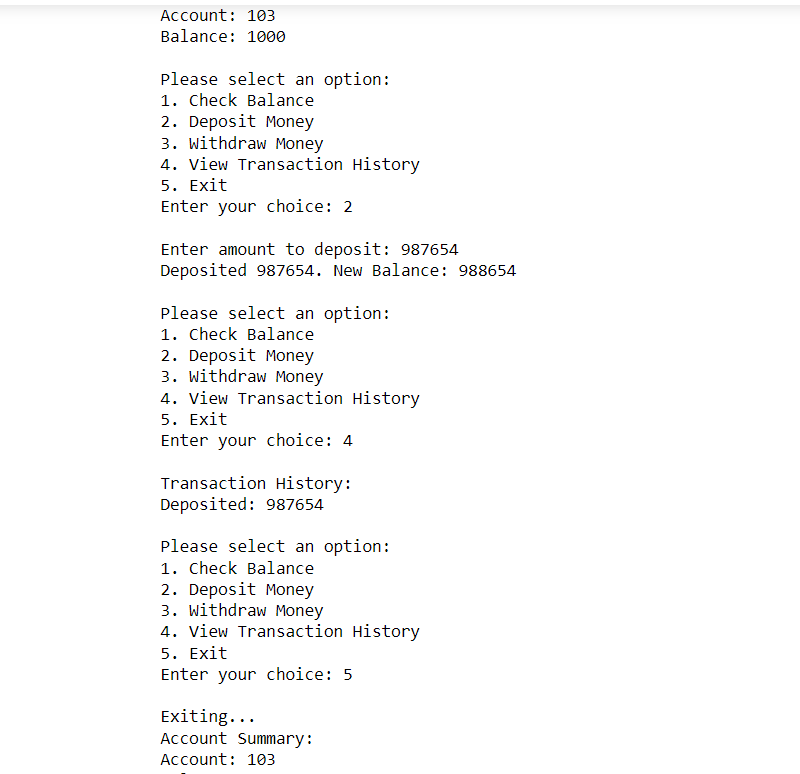 Account: 103
Balance: 1000
Please select an option:
1. Check Balance
2. Deposit Money
3. Withdraw Money
4. View Transaction History
5. Exit
Enter your choice: 2
Enter amount to deposit: 987654
Deposited 987654. New Balance: 988654
Please select an option:
1. Check Balance
2. Deposit Money
3. Withdraw Money
4. View Transaction History
5. Exit
Enter your choice: 4
Transaction History:
Deposited: 987654
Please select an option:
1. Check Balance
2. Deposit Money
3. Withdraw Money
4. View Transaction History
5. Exit
Enter your choice: 5
Exiting...
Account Summary:
Account: 103